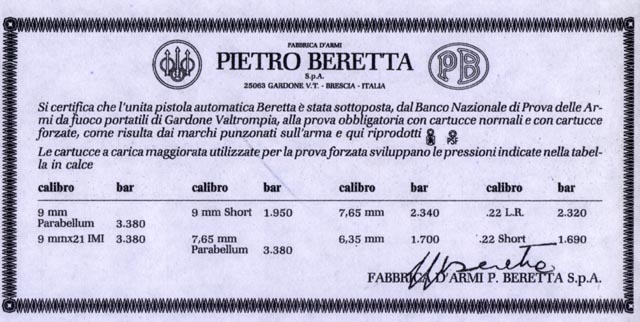 FABBRICA D'ARMI
PIETRO BERETTA
S.p.A.
25063 GARDONE V.T. - BRESCIA - ITALIA
PB
Si certifica che l'unita pistola automatica Beretta è stata sottoposta, dal Banco Nazionale di Prova delle Ar-
mi da fuoco portatili di Gardone Valtrompia, alla prova obbligatoria con cartucce normali e con cartucce
forzate, come risulta dai marchi punzonati sull'arma e qui riprodotti
Le cartucce a carica maggiorata utilizzate per la prova forzata sviluppano le pressioni indicate nella tabel-
la in calce
calibro bar calibro bar calibro bar calibro bar
9 mm Parabellum 3.380 9 mm Short 1.950 7,65 mm 2.340 .22 L.R. 2.320
9 mmx21 IMI 3.380 7,65 mm Parabellum 3.380 6,35 mm 1.700 .22 Short 1.690
Beretta
FABBRICA D'ARMI P. BERETTA S.p.A.